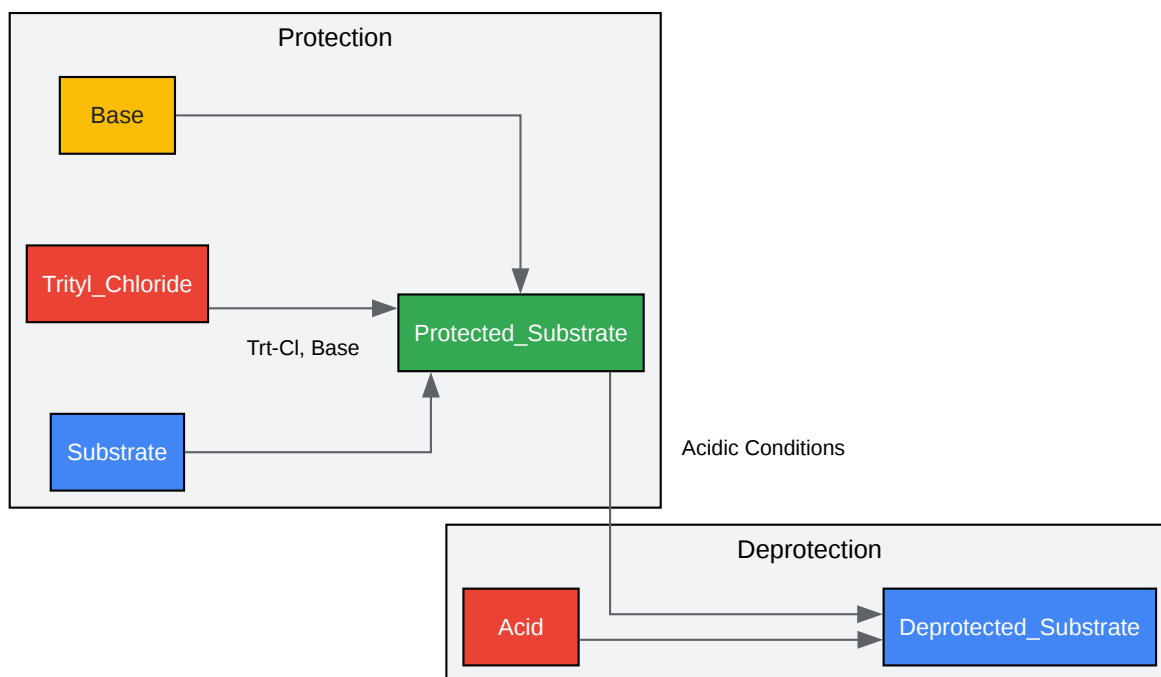 Protection
Base
Trityl_Chloride
Protected_Substrate
Trt-Cl, Base
Substrate
Acidic Conditions
Deprotection
Acid
Deprotected_Substrate